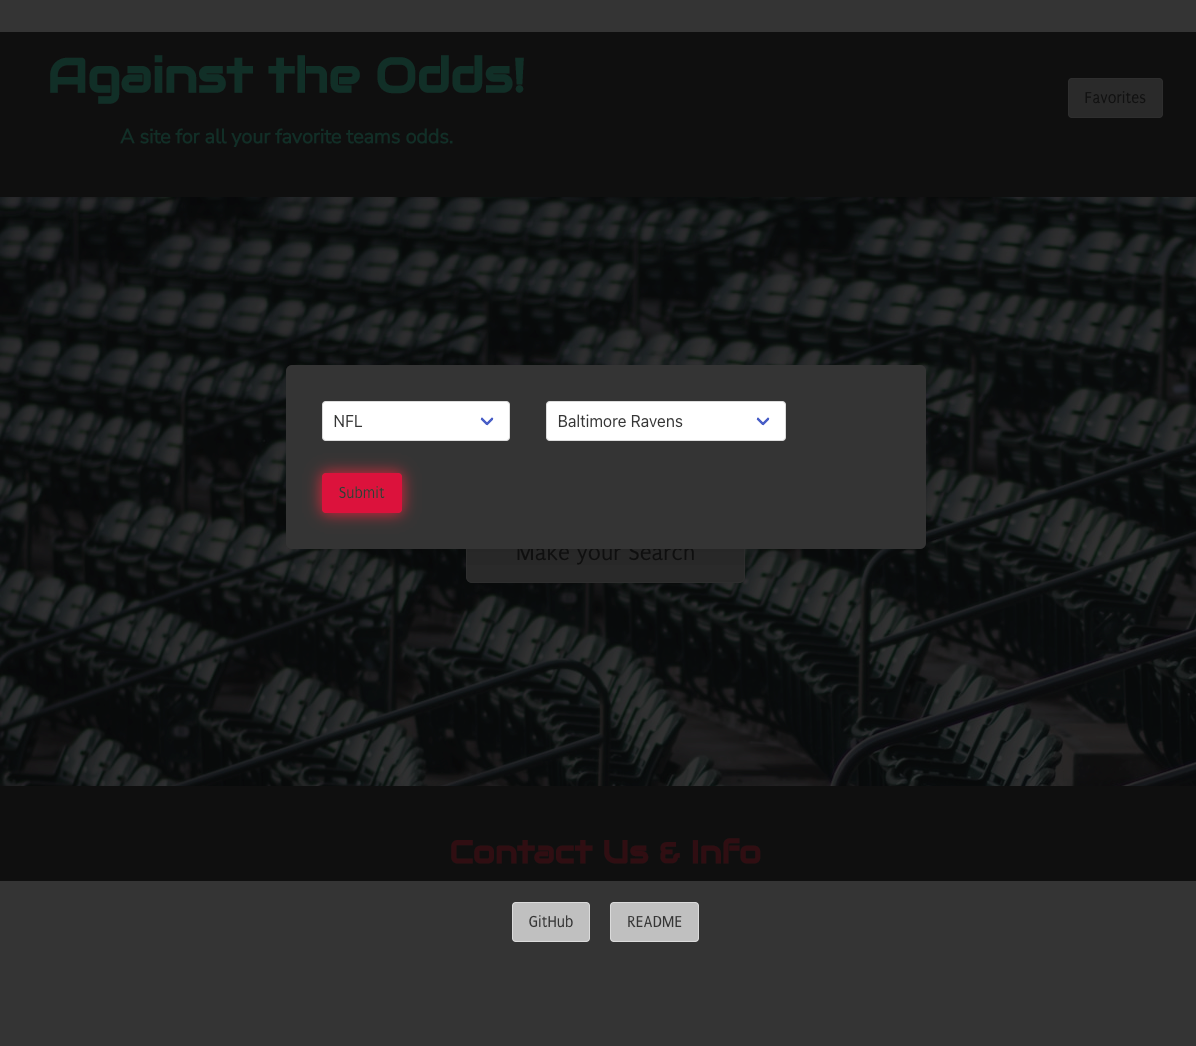 Against the Odds!
Favorites
A site for all your favorite teams odds.
NFL
Baltimore Ravens
Submit
Make your Search
Contact Us & Info
GitHub
README